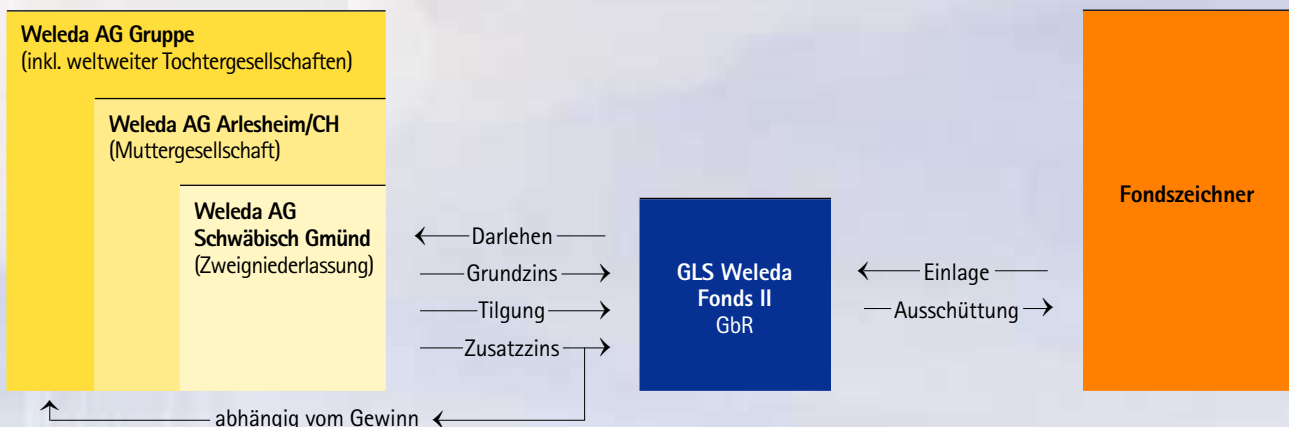 Weleda AG Gruppe
(inkl. weltweiter Tochtergesellschaften)
Weleda AG Arlesheim/CH
(Muttergesellschaft)
Weleda AG
Schwäbisch Gmünd
(Zweigniederlassung)
Darlehen
Grundzins
Tilgung
Zusatzzins
abhängig vom Gewinn
GLS Weleda
Fonds II
GbR
Einlage
Ausschüttung
Fondszeichner